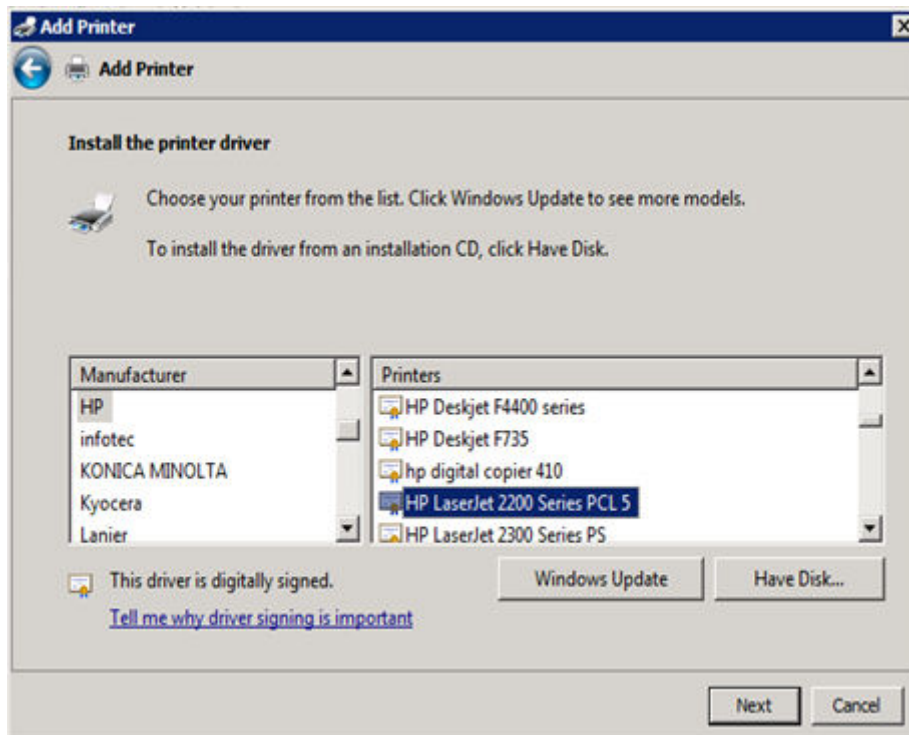 Add Printer
Add Printer
Install the printer driver
Choose your printer from the list. Click Windows Update to see more models.
To install the driver from an installation CD, click Have Disk.
Manufacturer
HP
infotec
KONICA MINOLTA
Kyocera
Lanier
Printers
HP Deskjet F4400 series
HP Deskjet F735
hp digital copier 410
HP LaserJet 2200 Series PCL 5
HP LaserJet 2300 Series PS
This driver is digitally signed.
Tell me why driver signing is important
Windows Update
Have Disk...
Next
Cancel